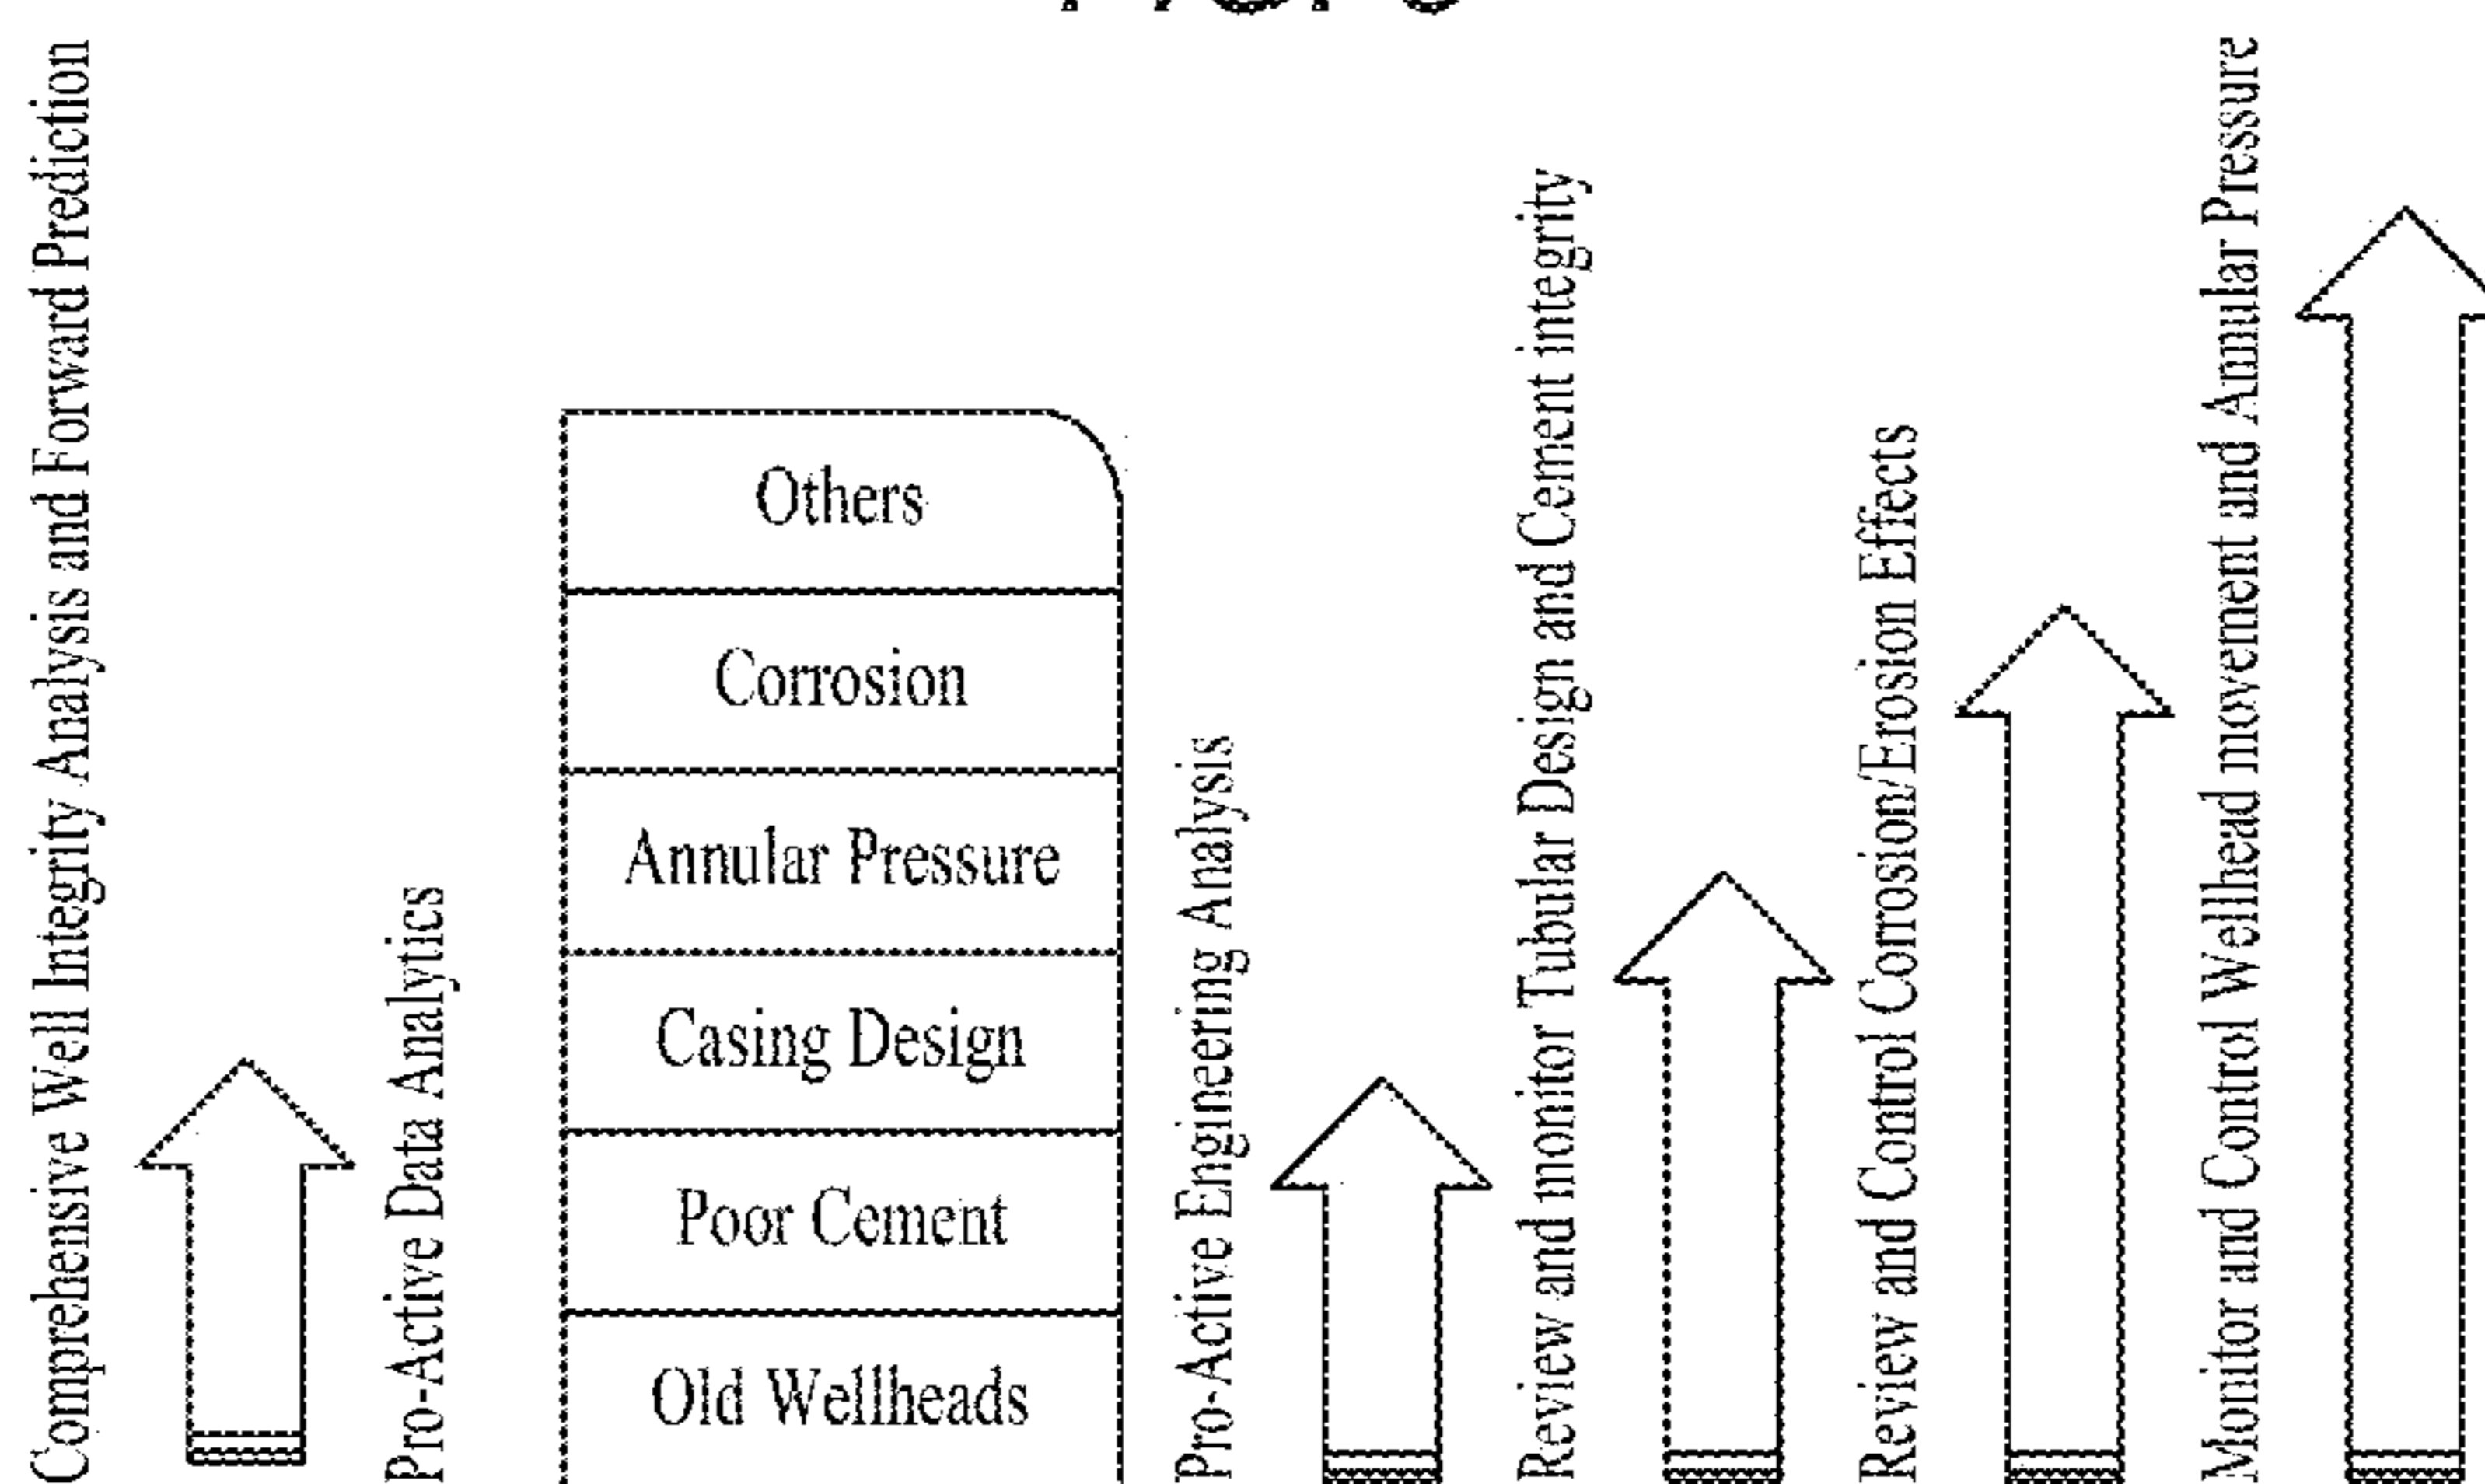 Comprehensive Well Integrity Analysis and Forward Prediction
Pro-Active Data Analytics
Others
Corrosion
Annular Pressure
Casing Design
Poor Cement
Old Wellheads
Pro-Active Engineering Analysis
Review and monitor Tubular Design and Cement integrity
Review and Control Corrosion/Erosion Effects
Monitor and Control Wellhead movement and Annular Pressure